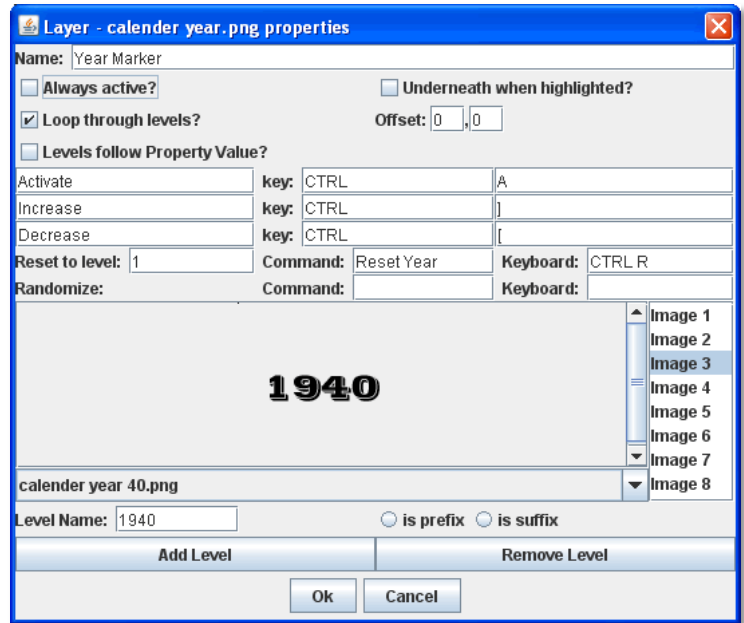 Layer - calender year.png properties
Name: Year Marker
Always active? Underneath when highlighted?
Loop through levels? Offset: 0 ,0
Levels follow Property Value?
Activate key: CTRL A
Increase key: CTRL ]
Decrease key: CTRL [
Reset to level: 1 Command: Reset Year Keyboard: CTRL R
Randomize: Command: Keyboard:
1940
Image 1
Image 2
Image 3
Image 4
Image 5
Image 6
Image 7
Image 8
calender year 40.png
Level Name: 1940 is prefix is suffix
Add Level Remove Level
Ok Cancel